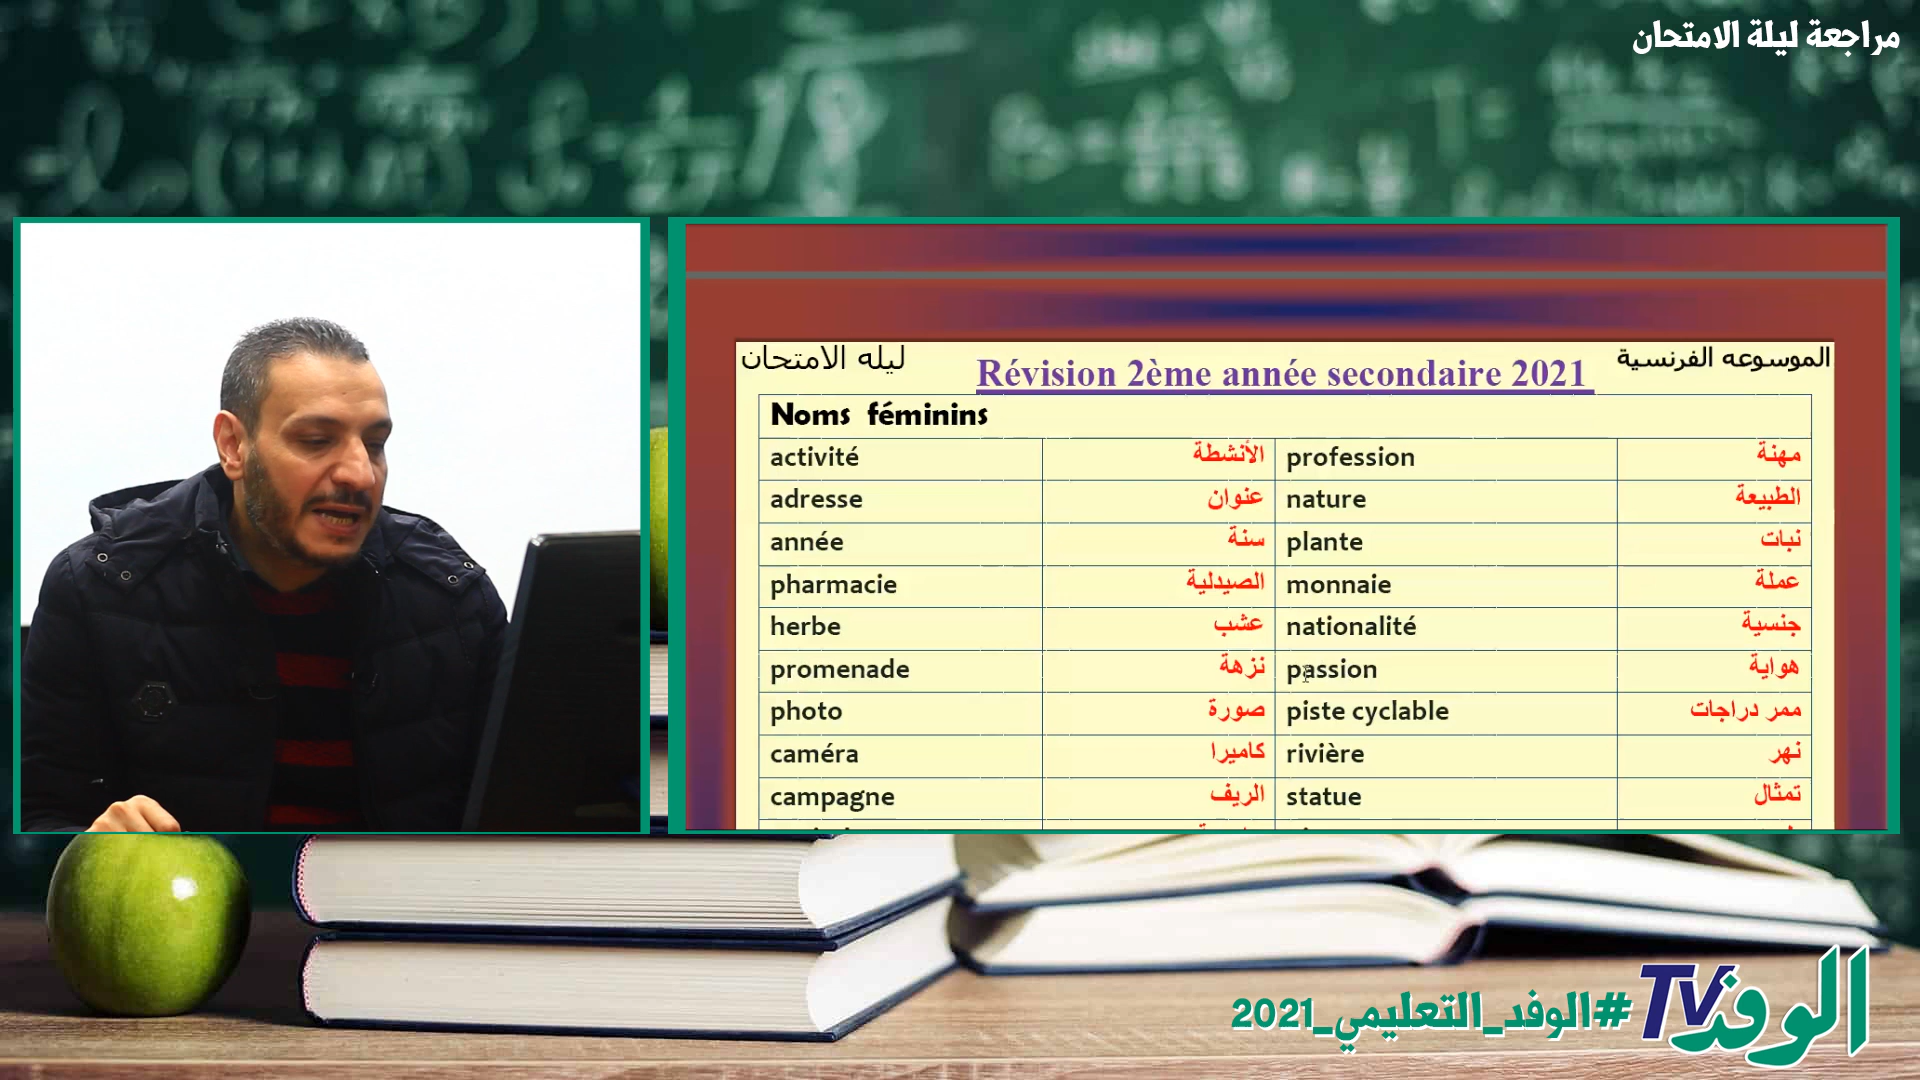 مراجعة ليلة الامتحان
ليله الامتحان
Révision 2ème année secondaire 2021
الموسوعه الفرنسية
Noms féminins
activité الأنشطة profession مهنة
adresse عنوان nature الطبيعة
année سنة plante نبات
pharmacie الصيدلية monnaie عملة
herbe عشب nationalité جنسية
promenade نزهة passion هواية
photo صورة piste cyclable ممر دراجات
caméra كاميرا rivière نهر
campagne الريف statue تمثال
#الوفد_التعليمي_2021
الوفد TV